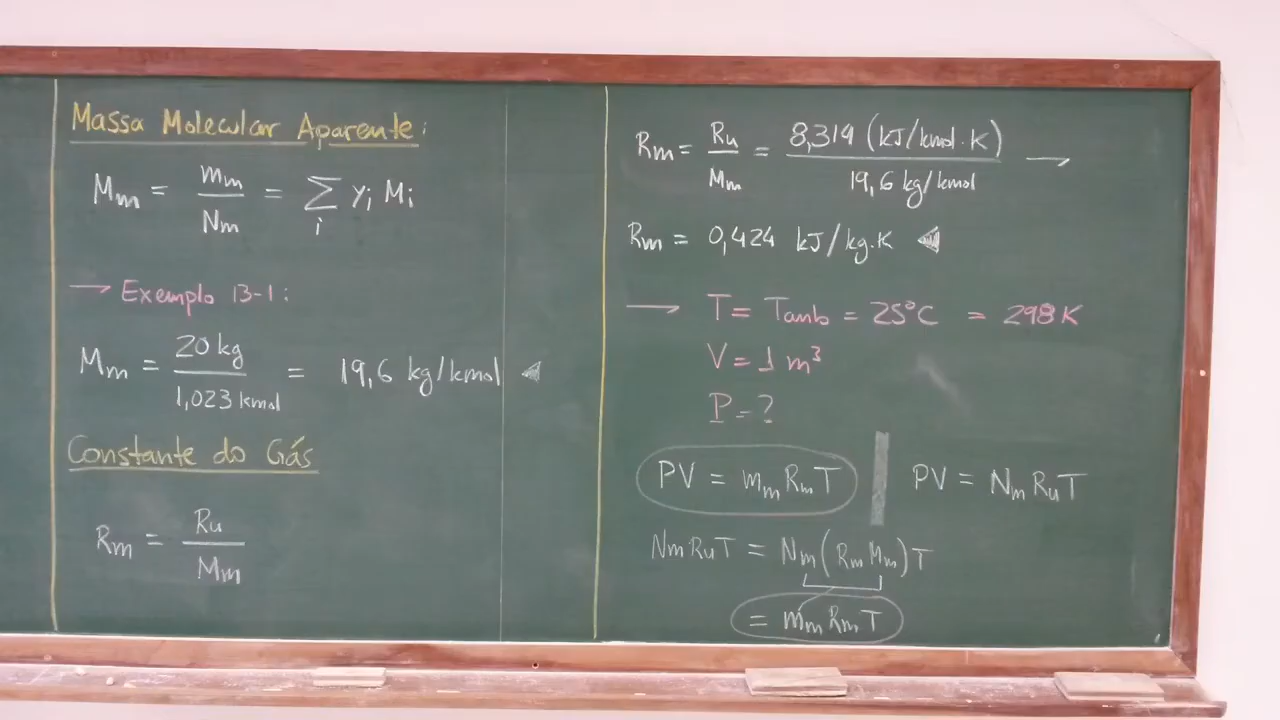 Massa Molecular Aparente:
Mm = mm/Nm = Σi yi Mi
→ Exemplo 13-1:
Mm = 20 kg/1,023 kmol = 19,6 kg/kmol ◀
Constante do Gás
Rm = Ru/Mm
Rm = Ru/Mm = 8,314 (kJ/kmol·K)/19,6 kg/kmol →
Rm = 0,424 kJ/kg.K ◀
→ T = Tamb = 25°C = 298 K
V = 1 m³
P = ?
PV = mm Rm T PV = Nm Ru T
Nm Ru T = Nm (Rm Mm) T
= mm Rm T